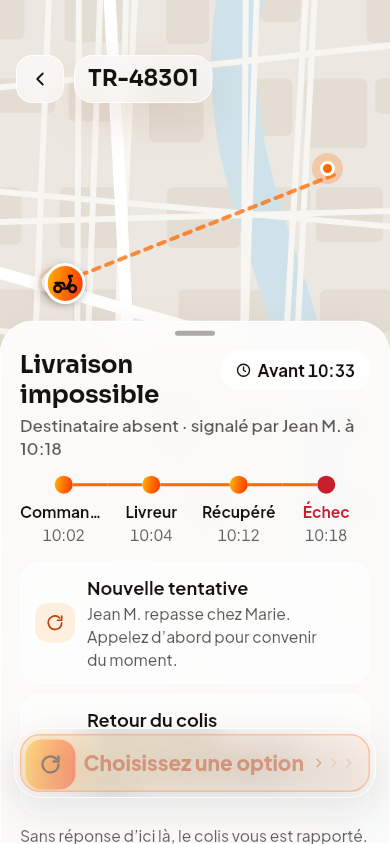 TR-48301
Livraison
impossible
Avant 10:33
Destinataire absent · signalé par Jean M. à
10:18
Comman… Livreur Récupéré Échec
10:02 10:04 10:12 10:18
Nouvelle tentative
Jean M. repasse chez Marie.
Appelez d’abord pour convenir
du moment.
Retour du colis
Choisissez une option
Sans réponse d’ici là, le colis vous est rapporté.